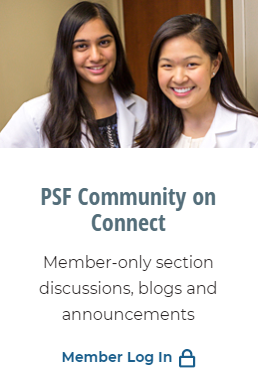 PSF Community on
Connect
Member-only section
discussions, blogs and
announcements
Member Log In